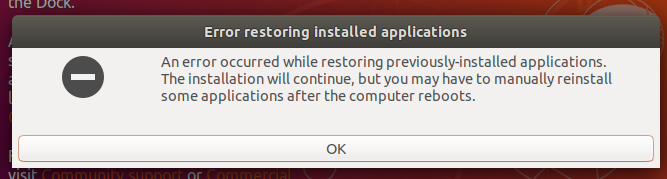 the Dock.
Error restoring installed applications
An error occurred while restoring previously-installed applications.
The installation will continue, but you may have to manually reinstall
some applications after the computer reboots.
OK
visit Community support or Commercial